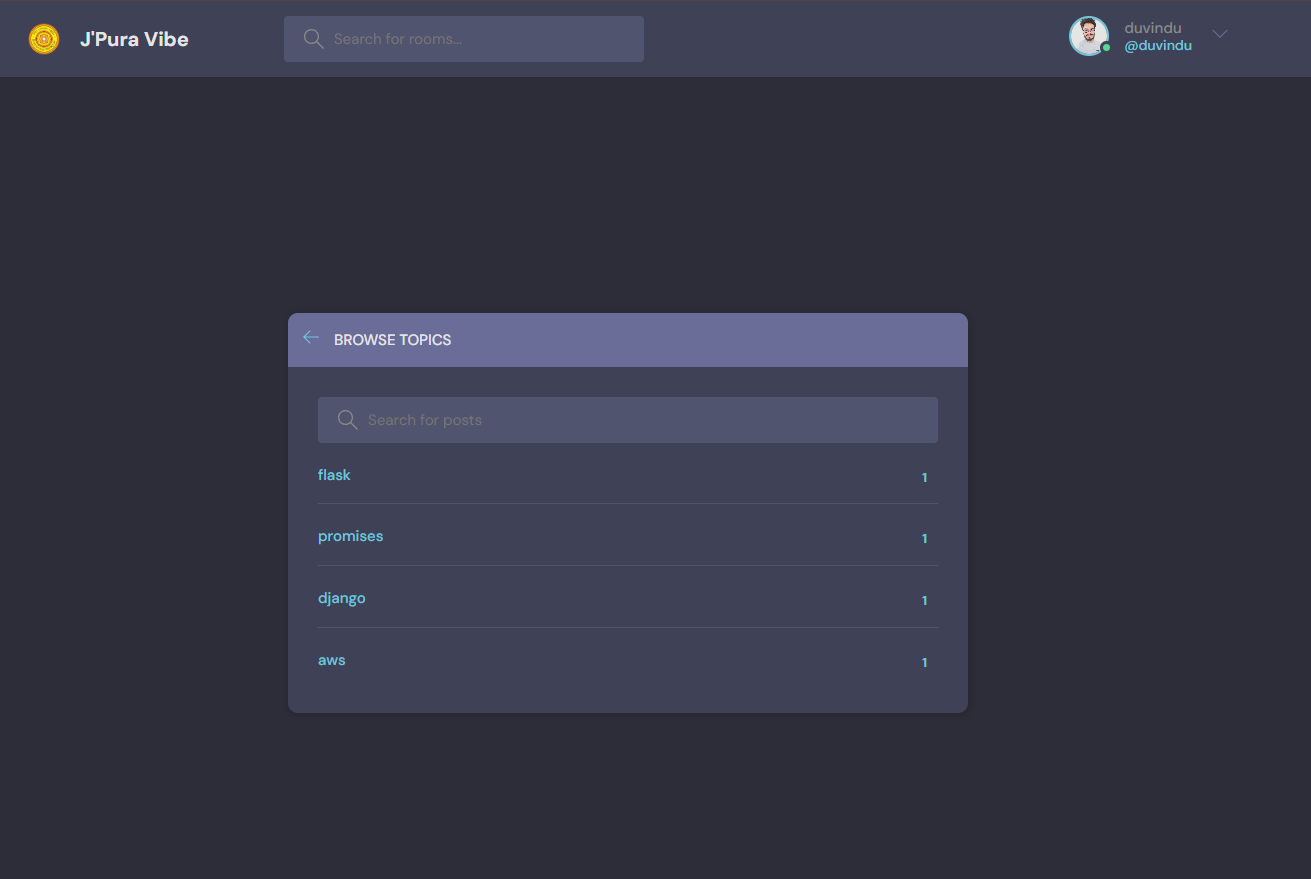 J'Pura Vibe
Search for rooms...
duvindu
@duvindu
BROWSE TOPICS
Search for posts
flask 1
promises 1
django 1
aws 1